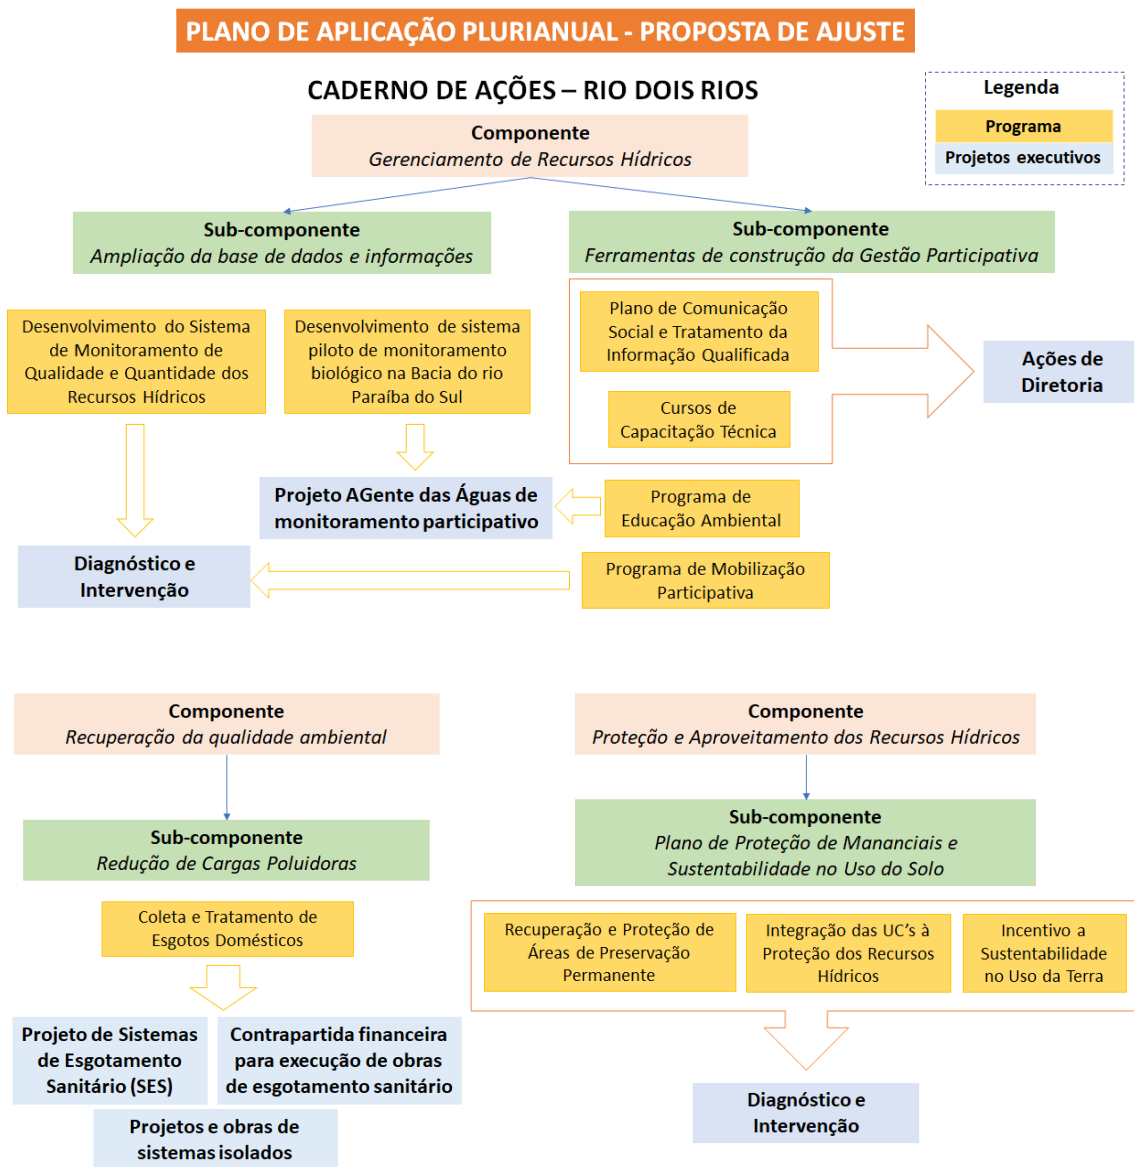 PLANO DE APLICAÇÃO PLURIANUAL - PROPOSTA DE AJUSTE
CADERNO DE AÇÕES – RIO DOIS RIOS
Legenda
Programa
Projetos executivos
Componente
Gerenciamento de Recursos Hídricos
Sub-componente
Ampliação da base de dados e informações
Sub-componente
Ferramentas de construção da Gestão Participativa
Desenvolvimento do Sistema
de Monitoramento de
Qualidade e Quantidade dos
Recursos Hídricos
Desenvolvimento de sistema
piloto de monitoramento
biológico na Bacia do rio
Paraíba do Sul
Plano de Comunicação
Social e Tratamento da
Informação Qualificada
Cursos de
Capacitação Técnica
Ações de
Diretoria
Projeto AGente das Águas de
monitoramento participativo
Programa de
Educação Ambiental
Diagnóstico e
Intervenção
Programa de Mobilização
Participativa
Componente
Recuperação da qualidade ambiental
Sub-componente
Redução de Cargas Poluidoras
Coleta e Tratamento de
Esgotos Domésticos
Projeto de Sistemas
de Esgotamento
Sanitário (SES)
Contrapartida financeira
para execução de obras
de esgotamento sanitário
Projetos e obras de
sistemas isolados
Componente
Proteção e Aproveitamento dos Recursos Hídricos
Sub-componente
Plano de Proteção de Mananciais e
Sustentabilidade no Uso do Solo
Recuperação e Proteção de
Áreas de Preservação
Permanente
Integração das UC's à
Proteção dos Recursos
Hídricos
Incentivo a
Sustentabilidade
no Uso da Terra
Diagnóstico e
Intervenção